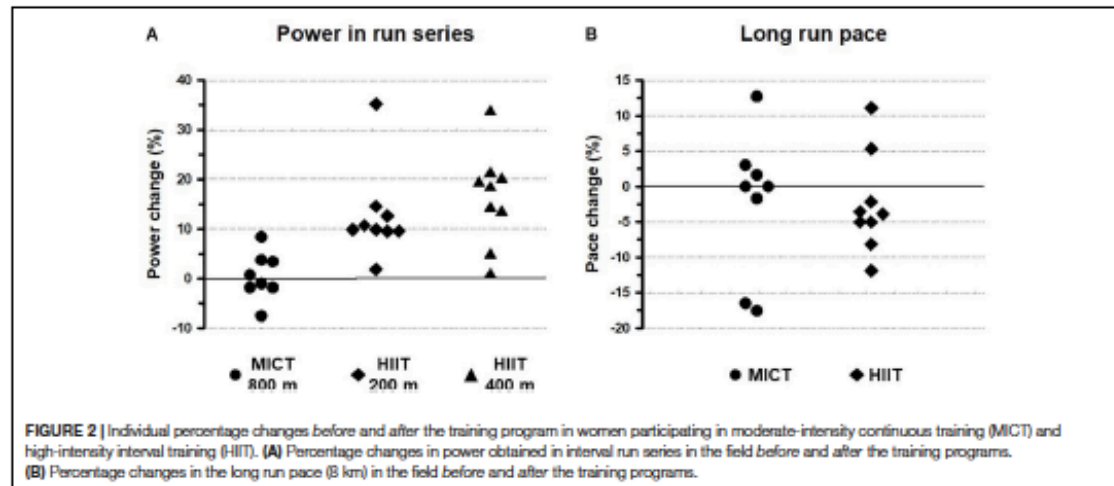 A Power in run series
40
30
20
10
0
-10
Power change (%)
MICT 800 m
HIIT 200 m
HIIT 400 m
B Long run pace
15
10
5
0
-5
-10
-15
-20
Pace change (%)
MICT
HIIT
FIGURE 2 | Individual percentage changes before and after the training program in women participating in moderate-intensity continuous training (MICT) and
high-intensity interval training (HIIT). (A) Percentage changes in power obtained in interval run series in the field before and after the training programs.
(B) Percentage changes in the long run pace (8 km) in the field before and after the training programs.